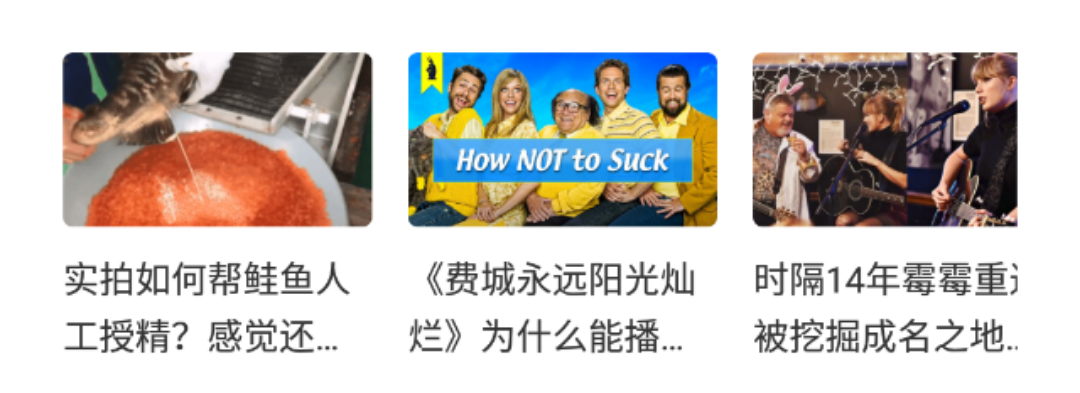 How NOT to Suck
实拍如何帮鲑鱼人
工授精？感觉还...
《费城永远阳光灿
烂》为什么能播...
时隔14年霉霉重
被挖掘成名之地...